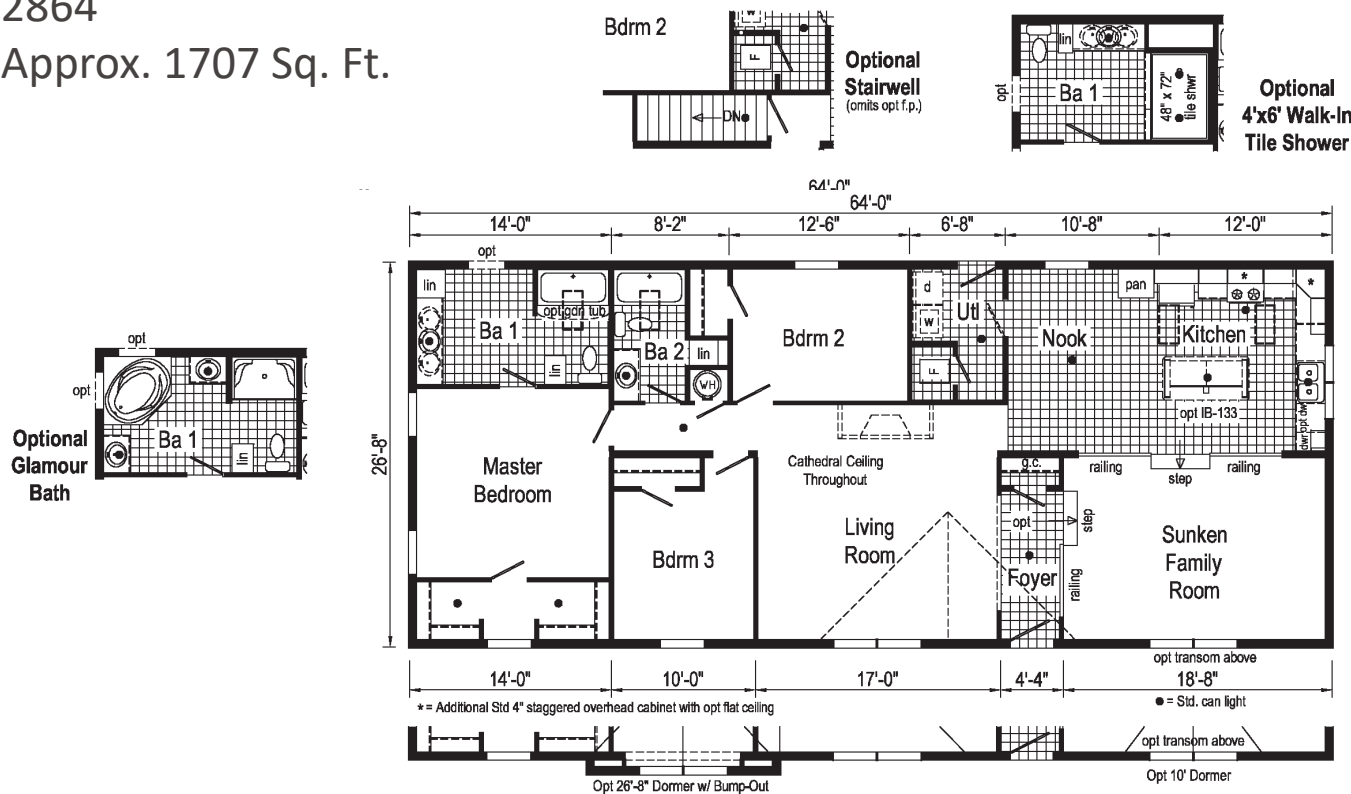 2864
Approx. 1707 Sq. Ft.
Bdrm 2
W
F
DN
Optional
Stairwell
(omits opt f.p.)
lin
opt
Ba 1
48" x 72"
tile shwr
Optional
4'x6' Walk-In
Tile Shower
64'-0"
64'-0"
14'-0"
8'-2"
12'-6"
6'-8"
10'-8"
12'-0"
opt
lin
opt gdn tub
Ba 1
lin
Ba 2
lin
WH
Bdrm 2
d
w
Utl
F
Nook
pan
*
*
Kitchen
opt IB-133
dwr
opt dw
opt
opt
Ba 1
lin
Optional
Glamour
Bath
26'-8"
Master
Bedroom
Cathedral Ceiling
Throughout
g.c.
railing
step
railing
opt
step
Living
Room
Bdrm 3
Foyer
railing
Sunken
Family
Room
opt transom above
14'-0"
10'-0"
17'-0"
4'-4"
18'-8"
* = Additional Std 4" staggered overhead cabinet with opt flat ceiling
● = Std. can light
opt transom above
Opt 26'-8" Dormer w/ Bump-Out
Opt 10' Dormer